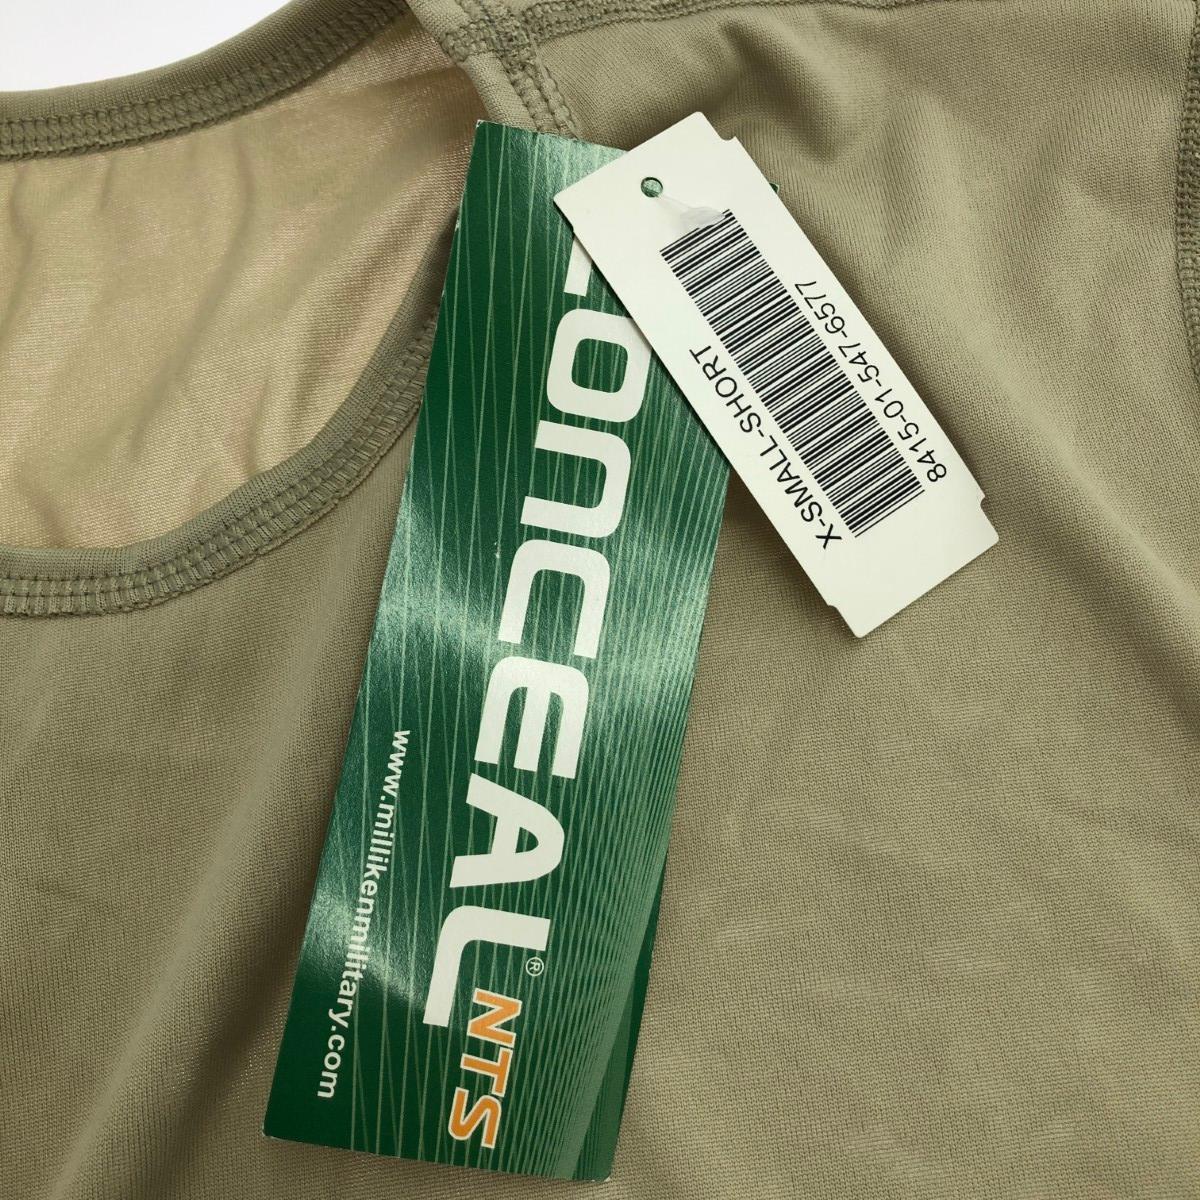 CONCEAL® NTS
www.millikenmilitary.com
X-SMALL-SHORT
8415-01-547-6577